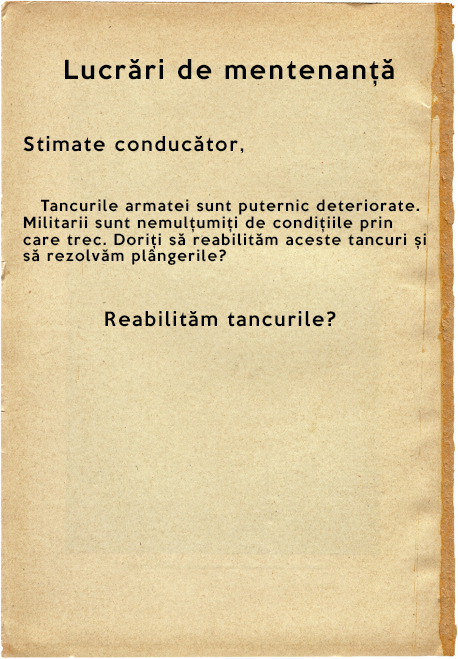 Lucrări de mentenanță
Stimate conducător,
Tancurile armatei sunt puternic deteriorate.
Militarii sunt nemulțumiți de condițiile prin
care trec. Doriți să reabilităm aceste tancuri și
să rezolvăm plângerile?
Reabilităm tancurile?